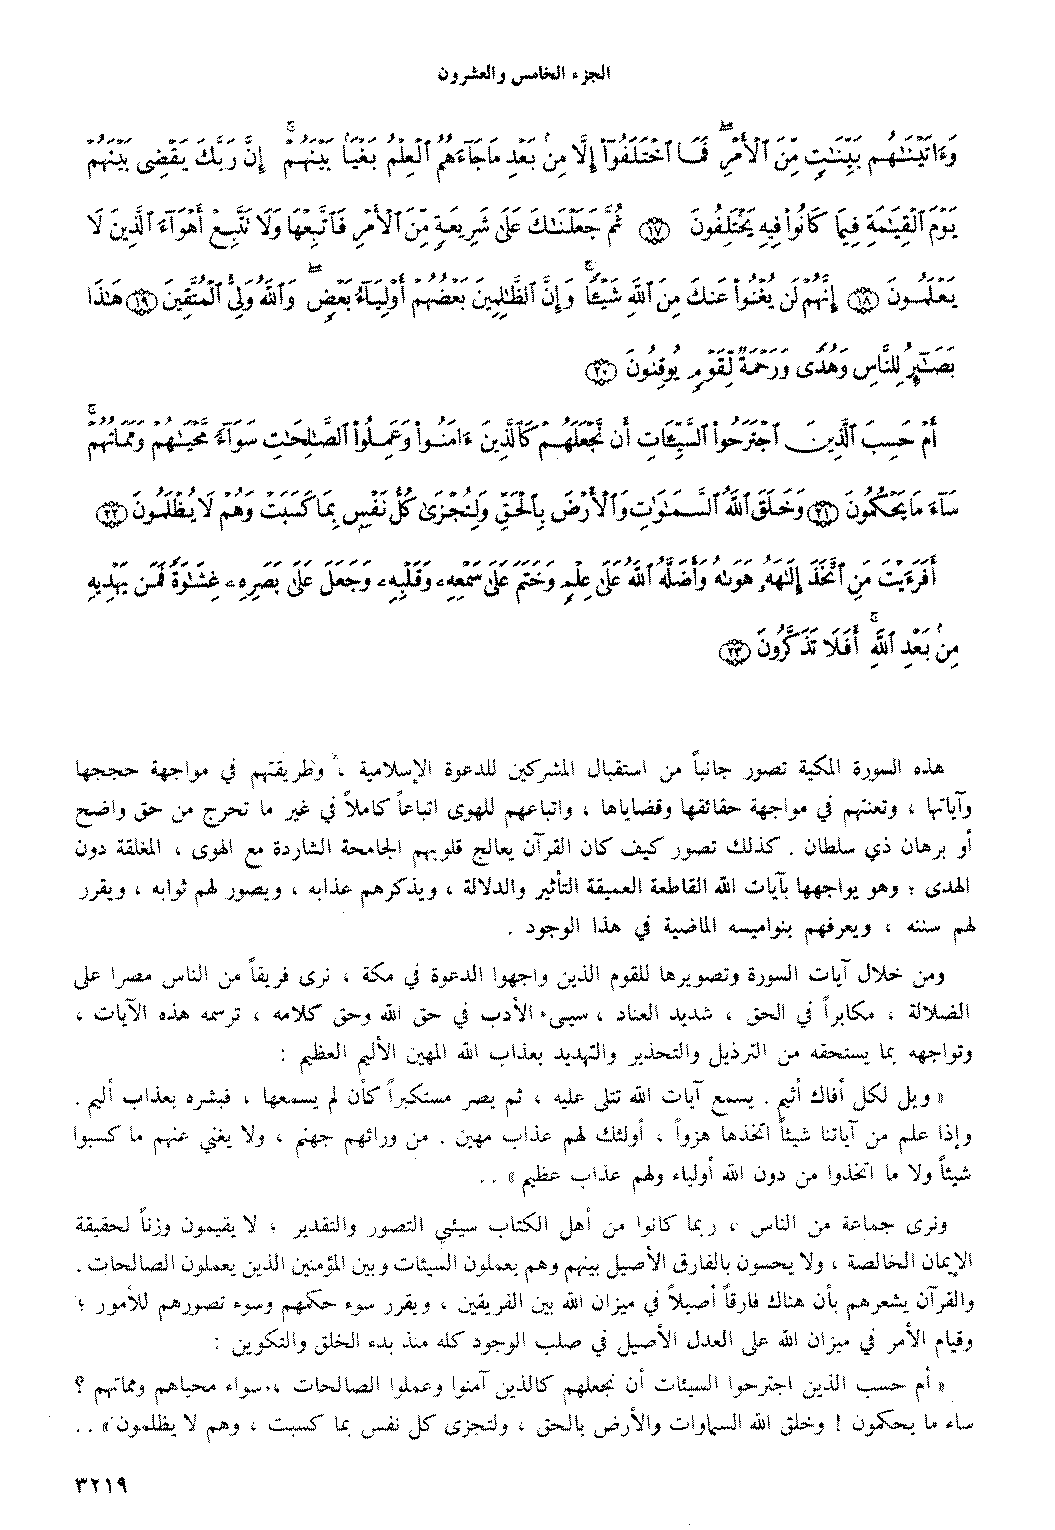 الجزء الخامس والعشرون
وَءَاتَيْنَٰهُم بَيِّنَٰتٍ مِّنَ ٱلْأَمْرِ ۖ فَمَا ٱخْتَلَفُوٓا۟ إِلَّا مِنۢ بَعْدِ مَا جَآءَهُمُ ٱلْعِلْمُ بَغْيًۢا بَيْنَهُمْ ۚ إِنَّ رَبَّكَ يَقْضِى بَيْنَهُمْ
يَوْمَ ٱلْقِيَٰمَةِ فِيمَا كَانُوا۟ فِيهِ يَخْتَلِفُونَ ﴿١٧﴾ ثُمَّ جَعَلْنَٰكَ عَلَىٰ شَرِيعَةٍ مِّنَ ٱلْأَمْرِ فَٱتَّبِعْهَا وَلَا تَتَّبِعْ أَهْوَآءَ ٱلَّذِينَ لَا
يَعْلَمُونَ ﴿١٨﴾ إِنَّهُمْ لَن يُغْنُوا۟ عَنكَ مِنَ ٱللَّهِ شَيْـًٔا ۚ وَإِنَّ ٱلظَّٰلِمِينَ بَعْضُهُمْ أَوْلِيَآءُ بَعْضٍ ۖ وَٱللَّهُ وَلِىُّ ٱلْمُتَّقِينَ ﴿١٩﴾ هَٰذَا
بَصَٰٓئِرُ لِلنَّاسِ وَهُدًى وَرَحْمَةٌ لِّقَوْمٍ يُوقِنُونَ ﴿٢٠﴾
أَمْ حَسِبَ ٱلَّذِينَ ٱجْتَرَحُوا۟ ٱلسَّيِّـَٔاتِ أَن نَّجْعَلَهُمْ كَٱلَّذِينَ ءَامَنُوا۟ وَعَمِلُوا۟ ٱلصَّٰلِحَٰتِ سَوَآءً مَّحْيَاهُمْ وَمَمَاتُهُمْ ۚ
سَآءَ مَا يَحْكُمُونَ ﴿٢١﴾ وَخَلَقَ ٱللَّهُ ٱلسَّمَٰوَٰتِ وَٱلْأَرْضَ بِٱلْحَقِّ وَلِتُجْزَىٰ كُلُّ نَفْسٍۭ بِمَا كَسَبَتْ وَهُمْ لَا يُظْلَمُونَ ﴿٢٢﴾
أَفَرَءَيْتَ مَنِ ٱتَّخَذَ إِلَٰهَهُۥ هَوَىٰهُ وَأَضَلَّهُ ٱللَّهُ عَلَىٰ عِلْمٍ وَخَتَمَ عَلَىٰ سَمْعِهِۦ وَقَلْبِهِۦ وَجَعَلَ عَلَىٰ بَصَرِهِۦ غِشَٰوَةً فَمَن يَهْدِيهِ
مِنۢ بَعْدِ ٱللَّهِ ۚ أَفَلَا تَذَكَّرُونَ ﴿٢٣﴾
هذه السورة المكية تصور جانباً من استقبال المشركين للدعوة الإسلامية ، وطريقتهم في مواجهة حججها
وآياتها ، وتعنتهم في مواجهة حقائقها وقضاياها ، واتباعهم للهوى اتباعاً كاملاً في غير ما تحرج من حق واضح
أو برهان ذي سلطان . كذلك تصور كيف كان القرآن يعالج قلوبهم الجامحة الشاردة مع الهوى ، المغلقة دون
الهدى ؛ وهو يواجهها بآيات الله القاطعة العميقة التأثير والدلالة ، ويذكرهم عذابه ، ويصور لهم ثوابه ، ويقرر
لهم سننه ، ويعرفهم بنواميسه الماضية في هذا الوجود .
ومن خلال آيات السورة وتصويرها للقوم الذين واجهوا الدعوة في مكة ، نرى فريقاً من الناس مصرا على
الضلالة ، مكابراً في الحق ، شديد العناد ، سيىء الأدب في حق الله وحق كلامه ، ترسمه هذه الآيات ،
وتواجهه بما يستحقه من الترذيل والتحذير والتهديد بعذاب الله المهين الأليم العظيم :
« ويل لكل أفاك أثيم . يسمع آيات الله تتلى عليه ، ثم يصر مستكبراً كأن لم يسمعها ، فبشره بعذاب أليم .
وإذا علم من آياتنا شيئاً اتخذها هزواً ، أولئك لهم عذاب مهين . من ورائهم جهنم ، ولا يغني عنهم ما كسبوا
شيئاً ولا ما اتخذوا من دون الله أولياء ولهم عذاب عظيم » ..
ونرى جماعة من الناس ، ربما كانوا من أهل الكتاب سيئي التصور والتقدير ، لا يقيمون وزناً لحقيقة
الإيمان الخالصة ، ولا يحسون بالفارق الأصيل بينهم وهم يعملون السيئات وبين المؤمنين الذين يعملون الصالحات .
والقرآن يشعرهم بأن هناك فارقاً أصيلاً في ميزان الله بين الفريقين ، ويقرر سوء حكمهم وسوء تصورهم للأمور ؛
وقيام الأمر في ميزان الله على العدل الأصيل في صلب الوجود كله منذ بدء الخلق والتكوين :
« أم حسب الذين اجترحوا السيئات أن نجعلهم كالذين آمنوا وعملوا الصالحات ، سواء محياهم ومماتهم ؟
ساء ما يحكمون ! وخلق الله السماوات والأرض بالحق ، ولتجزى كل نفس بما كسبت ، وهم لا يظلمون » ..
٣٢١٩